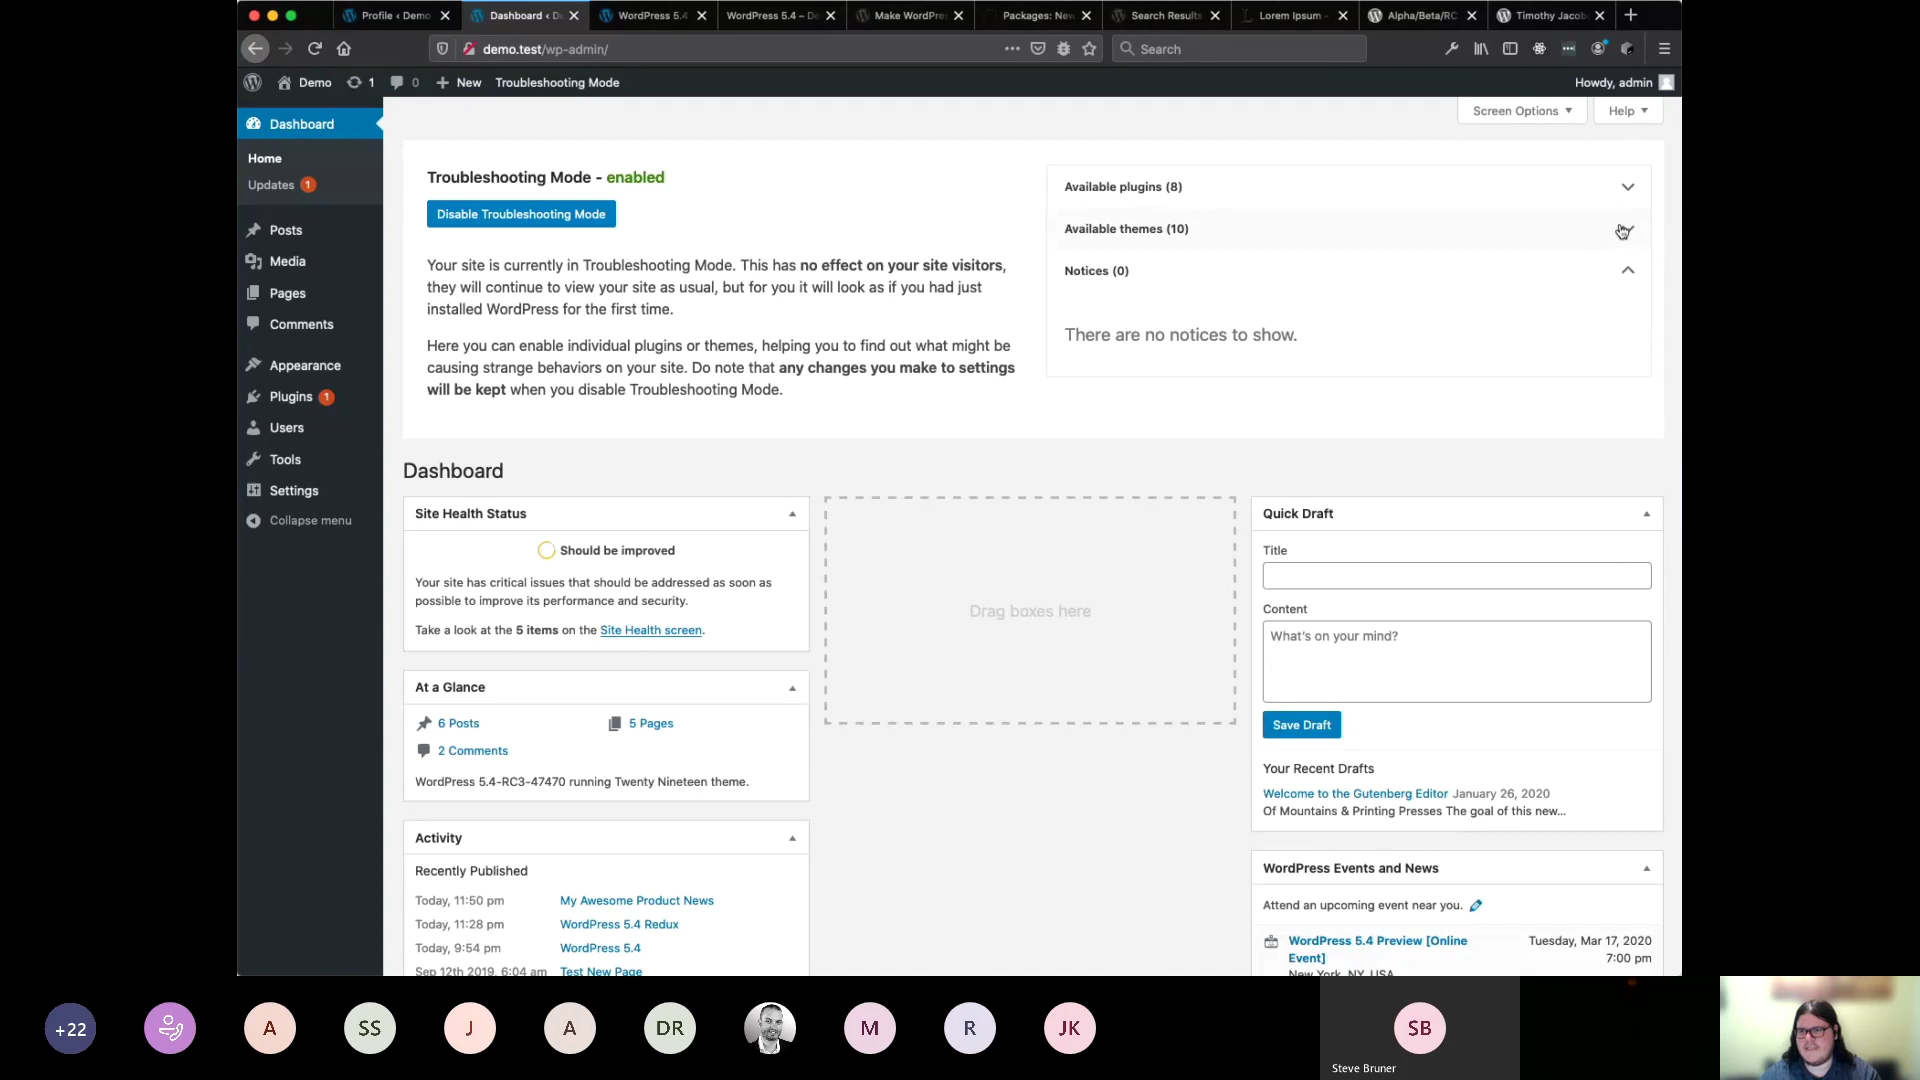 Profile ‹ Demo
Dashboard ‹ D
WordPress 5.4
WordPress 5.4 – D
Make WordPre
Packages: New
Search Results
Lorem Ipsum -
Alpha/Beta/RC
Timothy Jacob
demo.test/wp-admin/
Search
Demo
1
0
New
Troubleshooting Mode
Howdy, admin
Screen Options
Help
Dashboard
Home
Updates 1
Posts
Media
Pages
Comments
Appearance
Plugins 1
Users
Tools
Settings
Collapse menu
Troubleshooting Mode - enabled
Disable Troubleshooting Mode
Your site is currently in Troubleshooting Mode. This has no effect on your site visitors,
they will continue to view your site as usual, but for you it will look as if you had just
installed WordPress for the first time.
Here you can enable individual plugins or themes, helping you to find out what might be
causing strange behaviors on your site. Do note that any changes you make to settings
will be kept when you disable Troubleshooting Mode.
Available plugins (8)
Available themes (10)
Notices (0)
There are no notices to show.
Dashboard
Site Health Status
Should be improved
Your site has critical issues that should be addressed as soon as
possible to improve its performance and security.
Take a look at the 5 items on the Site Health screen.
At a Glance
6 Posts
5 Pages
2 Comments
WordPress 5.4-RC3-47470 running Twenty Nineteen theme.
Activity
Recently Published
Today, 11:50 pm My Awesome Product News
Today, 11:28 pm WordPress 5.4 Redux
Today, 9:54 pm WordPress 5.4
Sep 12th 2019, 6:04 am Test New Page
Drag boxes here
Quick Draft
Title
Content
What's on your mind?
Save Draft
Your Recent Drafts
Welcome to the Gutenberg Editor January 26, 2020
Of Mountains & Printing Presses The goal of this new...
WordPress Events and News
Attend an upcoming event near you.
WordPress 5.4 Preview [Online Tuesday, Mar 17, 2020
Event] 7:00 pm
New York, NY, USA
+22
A
SS
J
A
DR
M
R
JK
SB
Steve Bruner